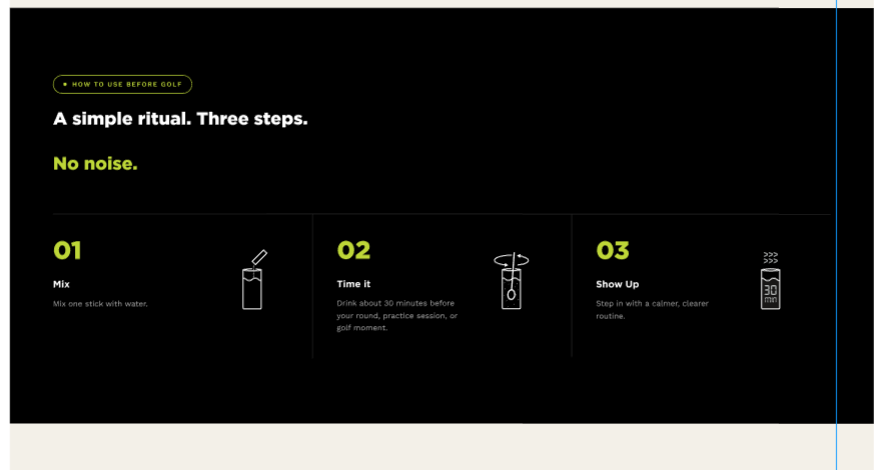 HOW TO USE BEFORE GOLF
A simple ritual. Three steps.
No noise.
01
Mix
Mix one stick with water.
02
Time it
Drink about 30 minutes before
your round, practice session, or
golf moment.
03
Show Up
Step in with a calmer, clearer
routine.
30
min